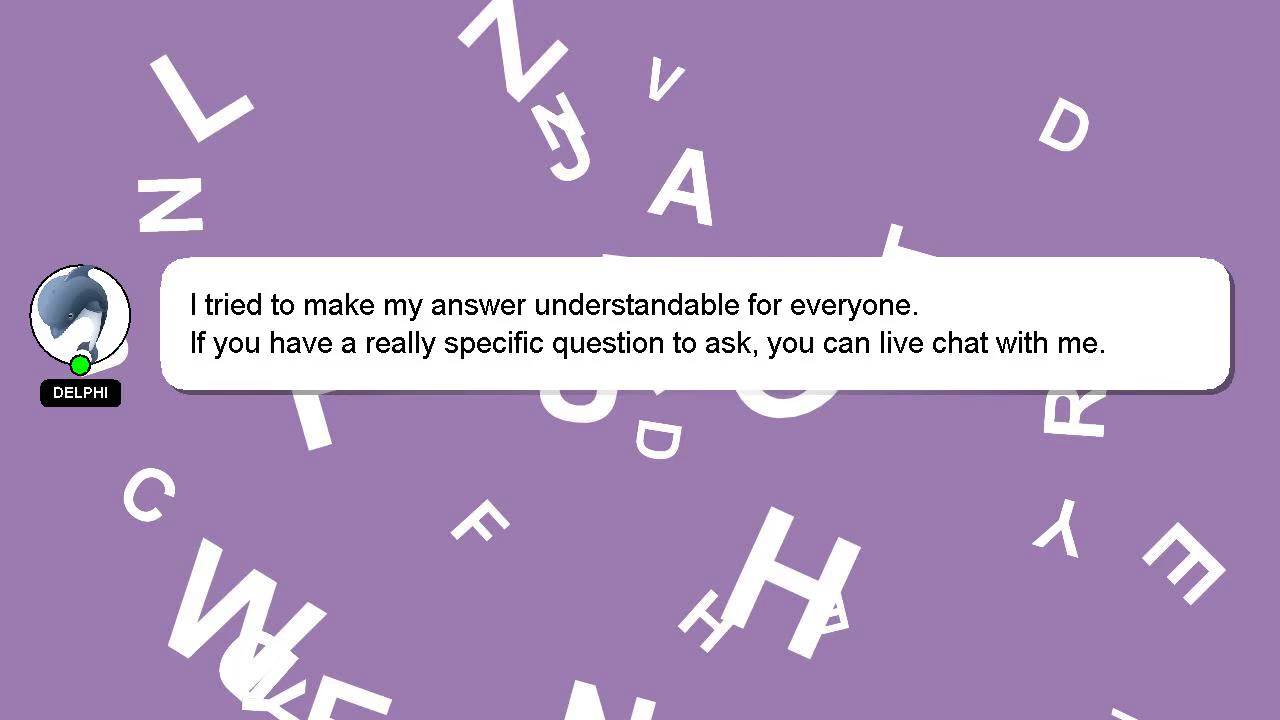 L
N
V
N
J
A
D
N
I tried to make my answer understandable for everyone.
If you have a really specific question to ask, you can live chat with me.
DELPHI
D
R
C
F
Y
E
H
H
A
W
E
N